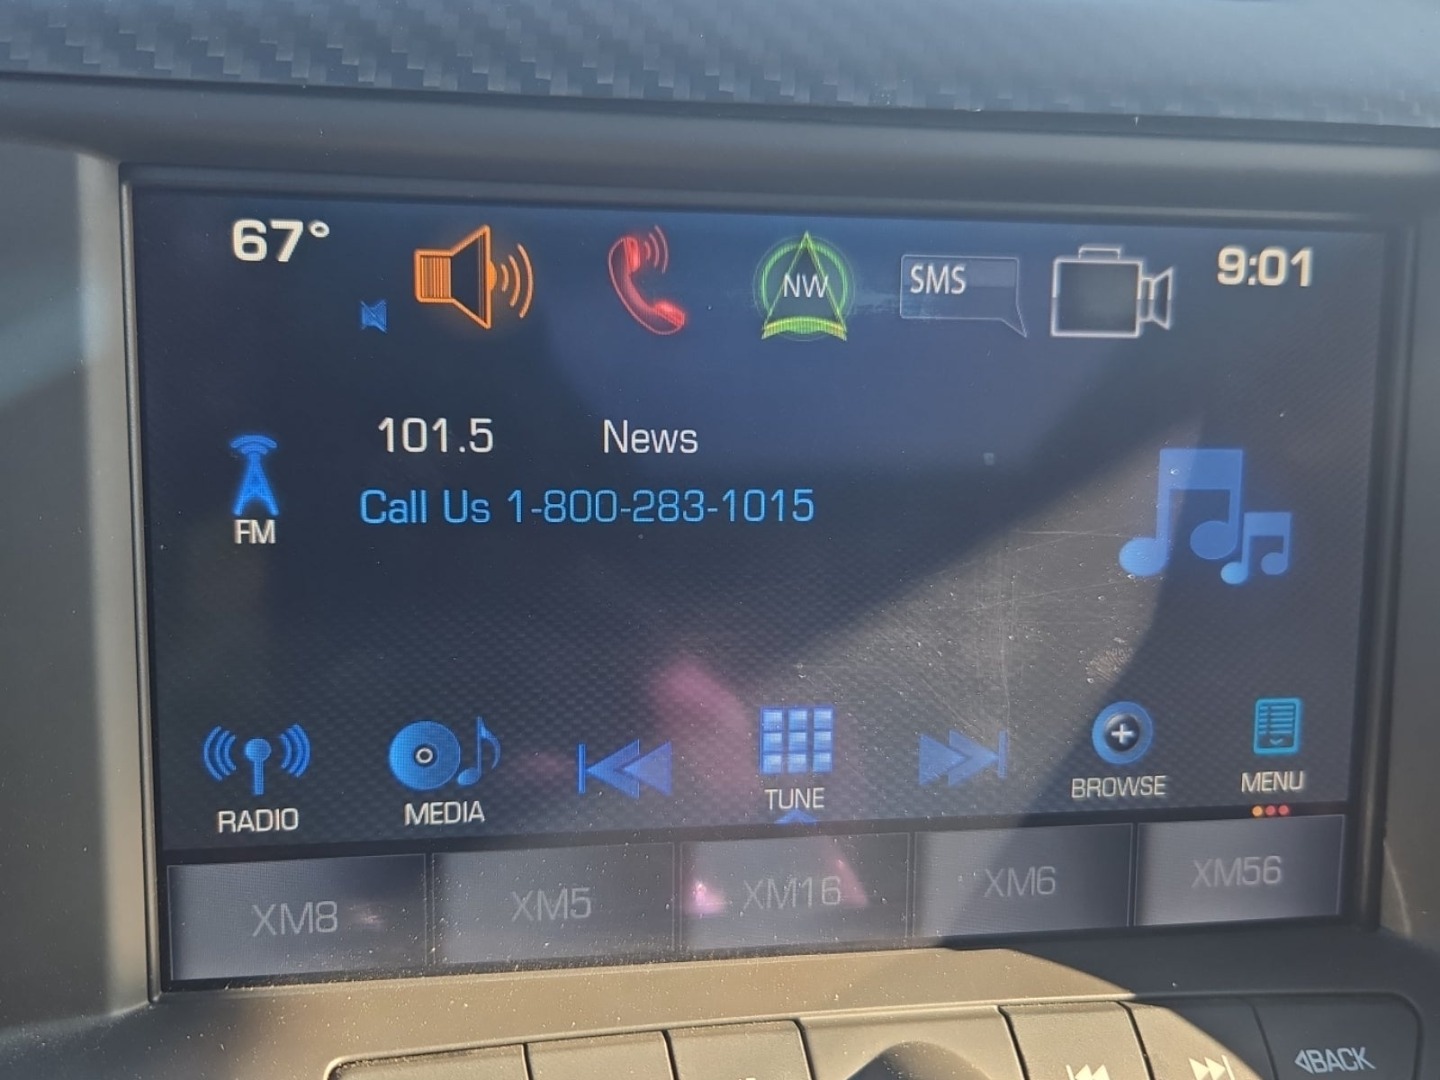 67°
NW
SMS
9:01
101.5 News
Call Us 1-800-283-1015
FM
RADIO
MEDIA
TUNE
BROWSE
MENU
XM8
XM5
XM16
XM6
XM56
BACK